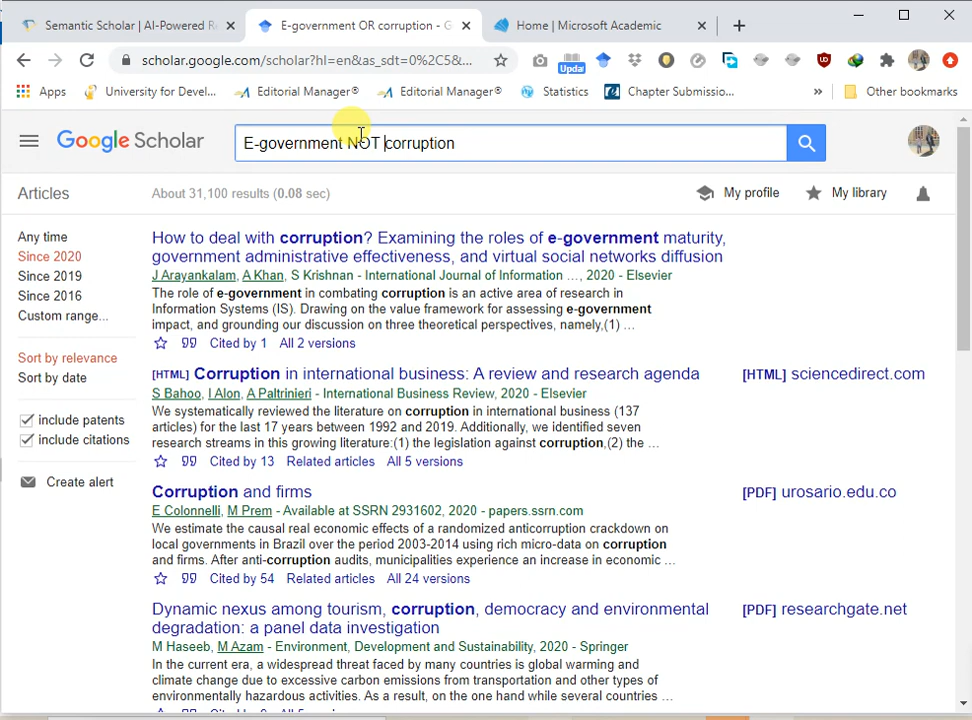 Semantic Scholar | AI-Powered R
E-government OR corruption - G
Home | Microsoft Academic
scholar.google.com/scholar?hl=en&as_sdt=0%2C5&...
Upda
Apps
University for Devel...
Editorial Manager®
Editorial Manager®
Statistics
Chapter Submissio...
»
Other bookmarks
Google Scholar
E-government NOT corruption
Articles
About 31,100 results (0.08 sec)
My profile
My library
Any time
Since 2020
Since 2019
Since 2016
Custom range...
Sort by relevance
Sort by date
include patents
include citations
Create alert
How to deal with corruption? Examining the roles of e-government maturity,
government administrative effectiveness, and virtual social networks diffusion
J Arayankalam, A Khan, S Krishnan - International Journal of Information ..., 2020 - Elsevier
The role of e-government in combating corruption is an active area of research in
Information Systems (IS). Drawing on the value framework for assessing e-government
impact, and grounding our discussion on three theoretical perspectives, namely,(1) ...
Cited by 1 All 2 versions
[HTML] Corruption in international business: A review and research agenda
[HTML] sciencedirect.com
S Bahoo, I Alon, A Paltrinieri - International Business Review, 2020 - Elsevier
We systematically reviewed the literature on corruption in international business (137
articles) for the last 17 years between 1992 and 2019. Additionally, we identified seven
research streams in this growing literature:(1) the legislation against corruption,(2) the ...
Cited by 13 Related articles All 5 versions
Corruption and firms
[PDF] urosario.edu.co
E Colonnelli, M Prem - Available at SSRN 2931602, 2020 - papers.ssrn.com
We estimate the causal real economic effects of a randomized anticorruption crackdown on
local governments in Brazil over the period 2003-2014 using rich micro-data on corruption
and firms. After anti-corruption audits, municipalities experience an increase in economic ...
Cited by 54 Related articles All 24 versions
Dynamic nexus among tourism, corruption, democracy and environmental
degradation: a panel data investigation
[PDF] researchgate.net
M Haseeb, M Azam - Environment, Development and Sustainability, 2020 - Springer
In the current era, a widespread threat faced by many countries is global warming and
climate change due to excessive carbon emissions from transportation and other types of
environmentally hazardous activities. As a result, on the one hand while several countries ...